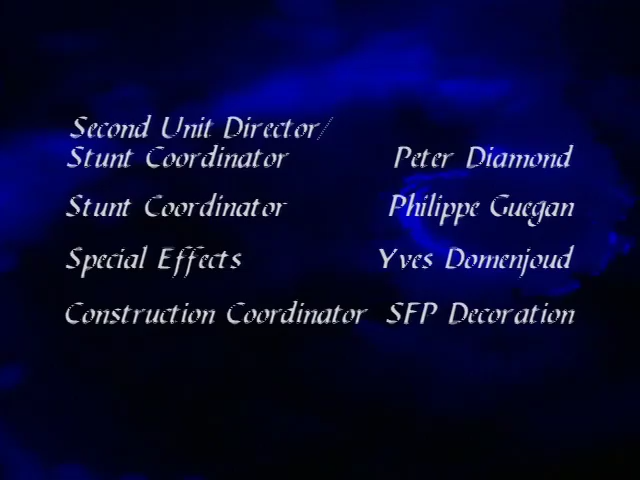 Second Unit Director/
Stunt Coordinator Peter Diamond
Stunt Coordinator Philippe Guegan
Special Effects Yves Domenjoud
Construction Coordinator SFP Decoration